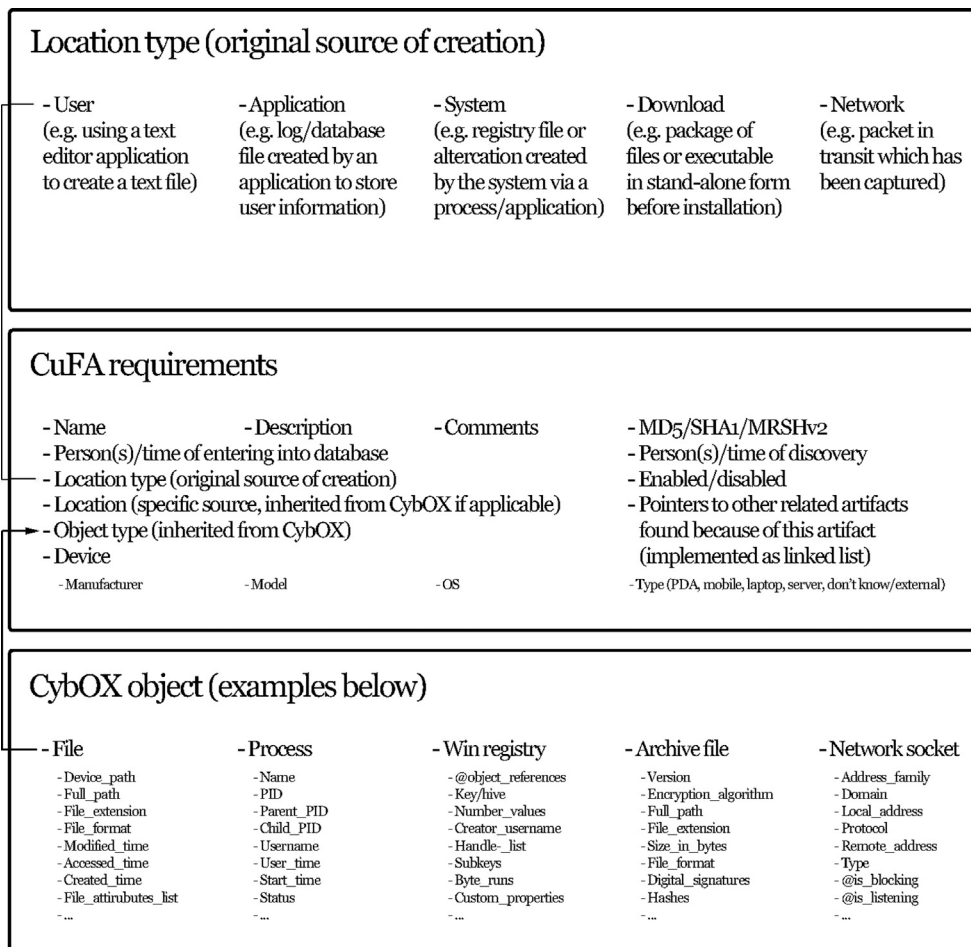 Location type (original source of creation)
- User
(e.g. using a text
editor application
to create a text file)
- Application
(e.g. log/database
file created by an
application to store
user information)
- System
(e.g. registry file or
altercation created
by the system via a
process/application)
- Download
(e.g. package of
files or executable
in stand-alone form
before installation)
- Network
(e.g. packet in
transit which has
been captured)
CuFA requirements
- Name
- Description
- Comments
- Person(s)/time of entering into database
- Location type (original source of creation)
- Location (specific source, inherited from CybOX if applicable)
- Object type (inherited from CybOX)
- Device
- MD5/SHA1/MRSHv2
- Person(s)/time of discovery
- Enabled/disabled
- Pointers to other related artifacts
found because of this artifact
(implemented as linked list)
- Manufacturer
- Model
- OS
- Type (PDA, mobile, laptop, server, don't know/external)
CybOX object (examples below)
- File
- Device_path
- Full_path
- File_extension
- File_format
- Modified_time
- Accessed_time
- Created_time
- File_attirubutes_list
- ...
- Process
- Name
- PID
- Parent_PID
- Child_PID
- Username
- User_time
- Start_time
- Status
- ...
- Win registry
- @object_references
- Key/hive
- Number_values
- Creator_username
- Handle-_list
- Subkeys
- Byte_runs
- Custom_properties
- ...
- Archive file
- Version
- Encryption_algorithm
- Full_path
- File_extension
- Size_in_bytes
- File_format
- Digital_signatures
- Hashes
- ...
- Network socket
- Address_family
- Domain
- Local_address
- Protocol
- Remote_address
- Type
- @is_blocking
- @is_listening
- ...